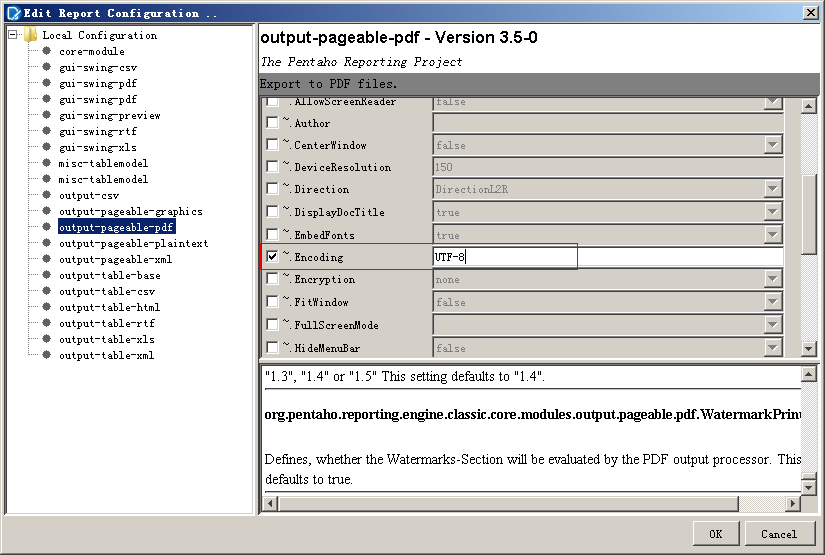 Edit Report Configuration ..
Local Configuration
core-module
gui-swing-csv
gui-swing-pdf
gui-swing-pdf
gui-swing-preview
gui-swing-rtf
gui-swing-xls
misc-tablemodel
misc-tablemodel
output-csv
output-pageable-graphics
output-pageable-pdf
output-pageable-plaintext
output-pageable-xml
output-table-base
output-table-csv
output-table-html
output-table-rtf
output-table-xls
output-table-xml
output-pageable-pdf - Version 3.5-0
The Pentaho Reporting Project
Export to PDF files.
~.AllowScreenReader false
~.Author
~.CenterWindow false
~.DeviceResolution 150
~.Direction DirectionL2R
~.DisplayDocTitle true
~.EmbedFonts true
~.Encoding UTF-8
~.Encryption none
~.FitWindow false
~.FullScreenMode
~.HideMenuBar false
"1.3", "1.4" or "1.5" This setting defaults to "1.4".
org.pentaho.reporting.engine.classic.core.modules.output.pageable.pdf.WatermarkPrin
Defines, whether the Watermarks-Section will be evaluated by the PDF output processor. This
defaults to true.
OK Cancel